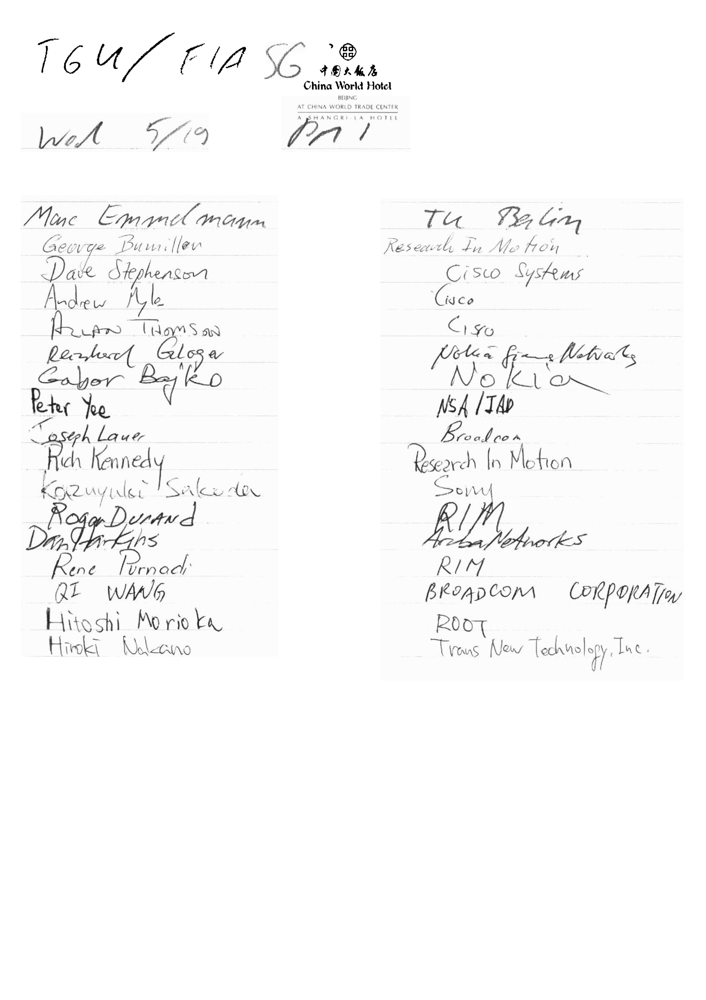 TGU/ FIA SG
中國大飯店
China World Hotel
BEIJING
AT CHINA WORLD TRADE CENTER
A SHANGRI-LA HOTEL
Wed 5/19 PM 1
Marc Emmelmann TU Berlin
George Bumiller Research In Motion
Dave Stephenson Cisco Systems
Andrew Myles Cisco
ALLAN THOMSON Cisco
Reinhard Gloger Nokia Siemens Networks
Gabor Bajko Nokia
Peter Yee NSA/IAD
Joseph Lauer Broadcom
Rich Kennedy Research In Motion
Kazuyuki Sakoda Sony
Roger DURANd RIM
Dan Harkins Aruba Networks
Rene Purnadi RIM
QI WANG BROADCOM CORPORATION
Hitoshi Morioka ROOT
Hiroki Nakano Trans New Technology, Inc.